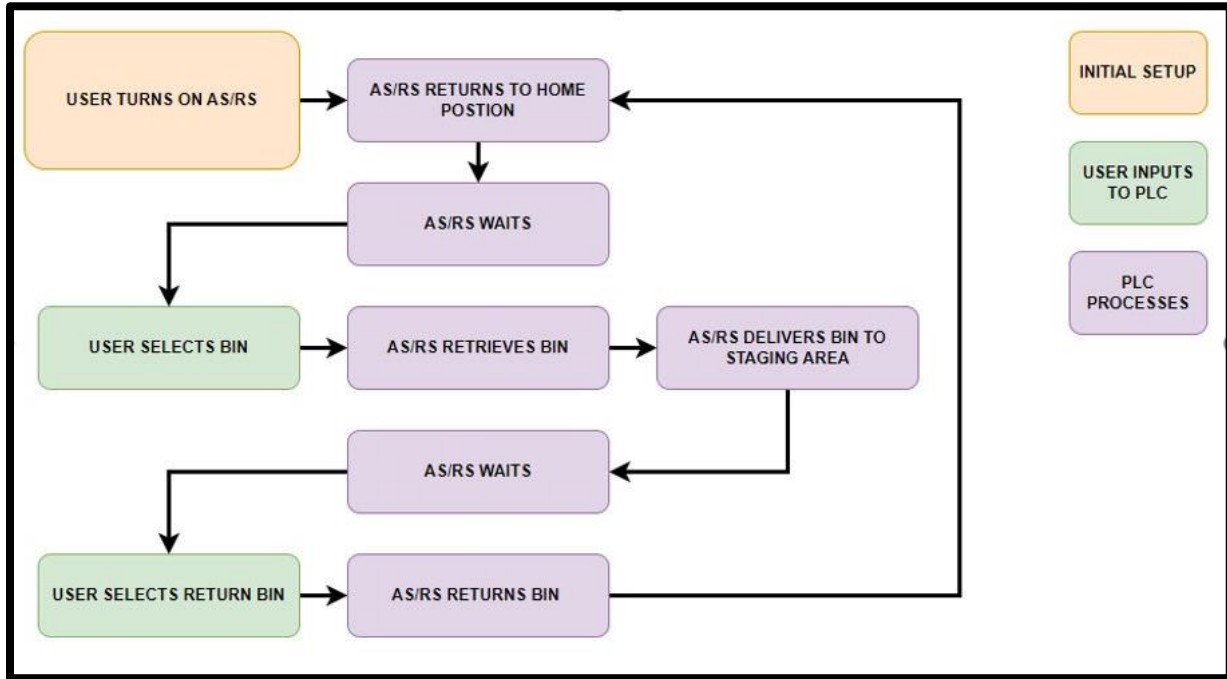 USER TURNS ON AS/RS
AS/RS RETURNS TO HOME
POSTION
AS/RS WAITS
USER SELECTS BIN
AS/RS RETRIEVES BIN
AS/RS DELIVERS BIN TO
STAGING AREA
AS/RS WAITS
USER SELECTS RETURN BIN
AS/RS RETURNS BIN
INITIAL SETUP
USER INPUTS
TO PLC
PLC
PROCESSES